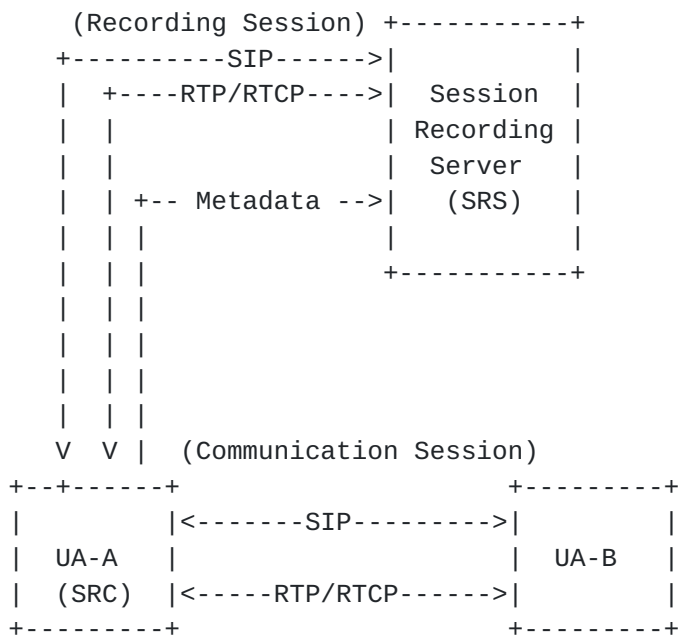 (Recording Session) +-----------+
+----------SIP------>|           |
|  +----RTP/RTCP---->|  Session  |
|  |                 | Recording |
|  |                 |  Server   |
|  | +-- Metadata -->|   (SRS)   |
|  | |               |           |
|  | |               +-----------+
|  | |
|  | |
|  | |
|  | |
V  V |  (Communication Session)
+--+------+                      +---------+
|         |<-------SIP--------->|         |
|  UA-A   |                     |  UA-B   |
|  (SRC)  |<-----RTP/RTCP------>|         |
+---------+                     +---------+